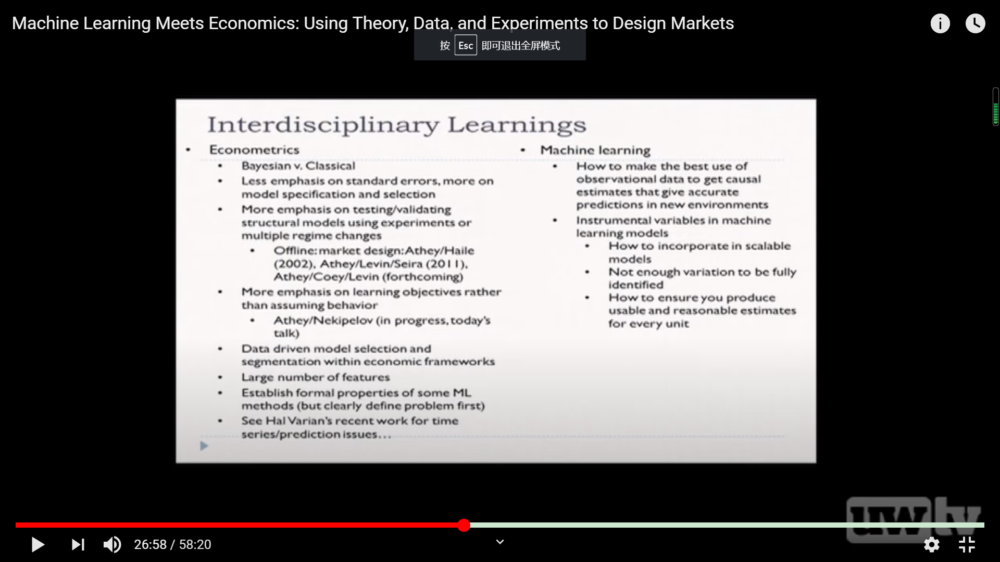 Machine Learning Meets Economics: Using Theory, Data, and Experiments to Design Markets
按 Esc 即可退出全屏模式
Interdisciplinary Learnings
• Econometrics
• Bayesian v. Classical
• Less emphasis on standard errors, more on
model specification and selection
• More emphasis on testing/validating
structural models using experiments or
multiple regime changes
• Offline: market design: Athey/Haile
(2002), Athey/Levin/Seira (2011),
Athey/Coey/Levin (forthcoming)
• More emphasis on learning objectives rather
than assuming behavior
• Athey/Nekipelov (in progress, today's
talk)
• Data driven model selection and
segmentation within economic frameworks
• Large number of features
• Establish formal properties of some ML
methods (but clearly define problem first)
• See Hal Varian's recent work for time
series/prediction issues…
• Machine learning
• How to make the best use of
observational data to get causal
estimates that give accurate
predictions in new environments
• Instrumental variables in machine
learning models
• How to incorporate in scalable
models
• Not enough variation to be fully
identified
• How to ensure you produce
usable and reasonable estimates
for every unit
uwtv
26:58 / 58:20